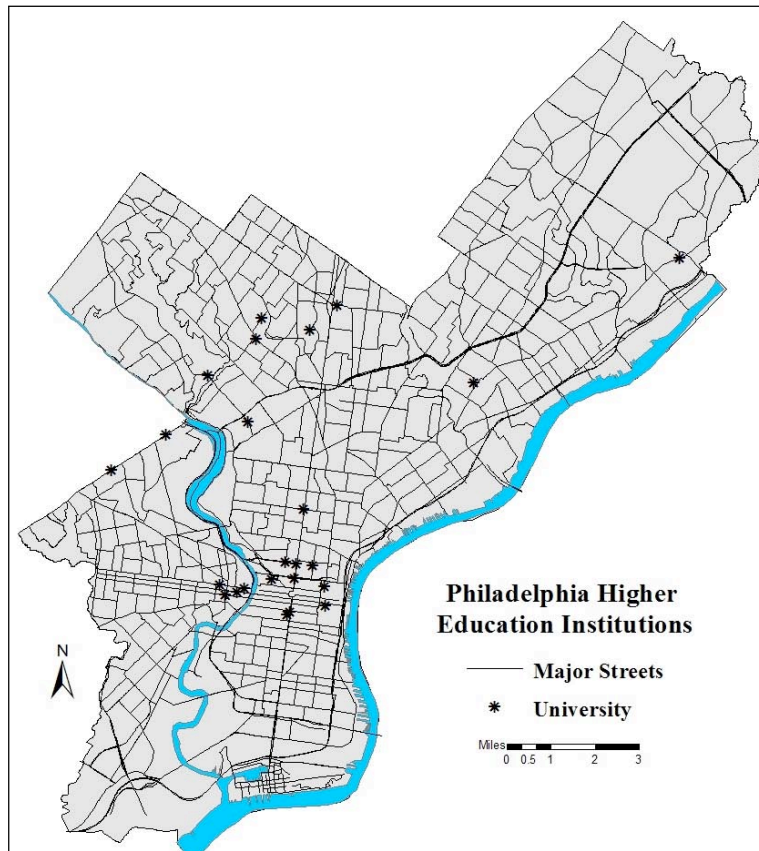 Philadelphia Higher
Education Institutions
N
Major Streets
University
Miles
0 0.5 1 2 3